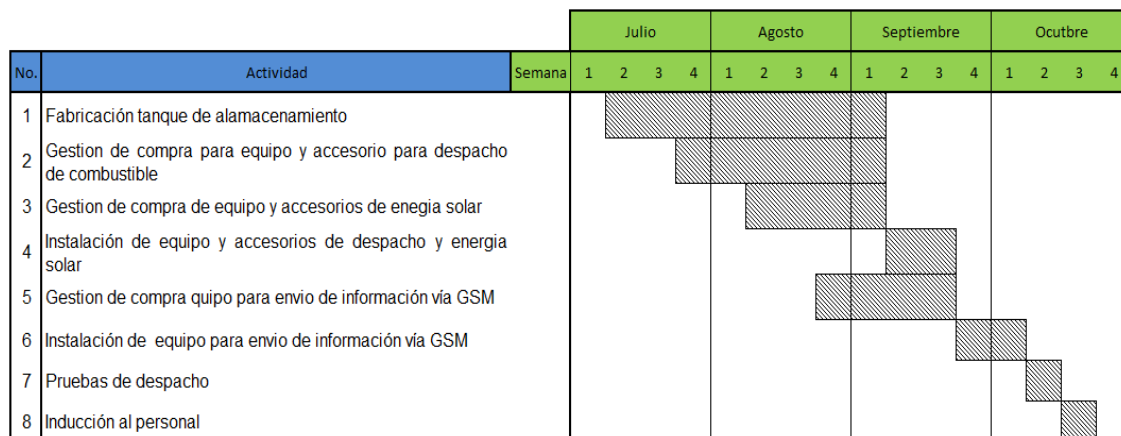 Julio Agosto Septiembre Ocutbre
No. Actividad Semana 1 2 3 4 1 2 3 4 1 2 3 4 1 2 3 4
1 Fabricación tanque de alamacenamiento
2 Gestion de compra para equipo y accesorio para despacho
de combustible
3 Gestion de compra de equipo y accesorios de enegia solar
4 Instalación de equipo y accesorios de despacho y energia
solar
5 Gestion de compra quipo para envio de información vía GSM
6 Instalación de equipo para envio de información vía GSM
7 Pruebas de despacho
8 Inducción al personal